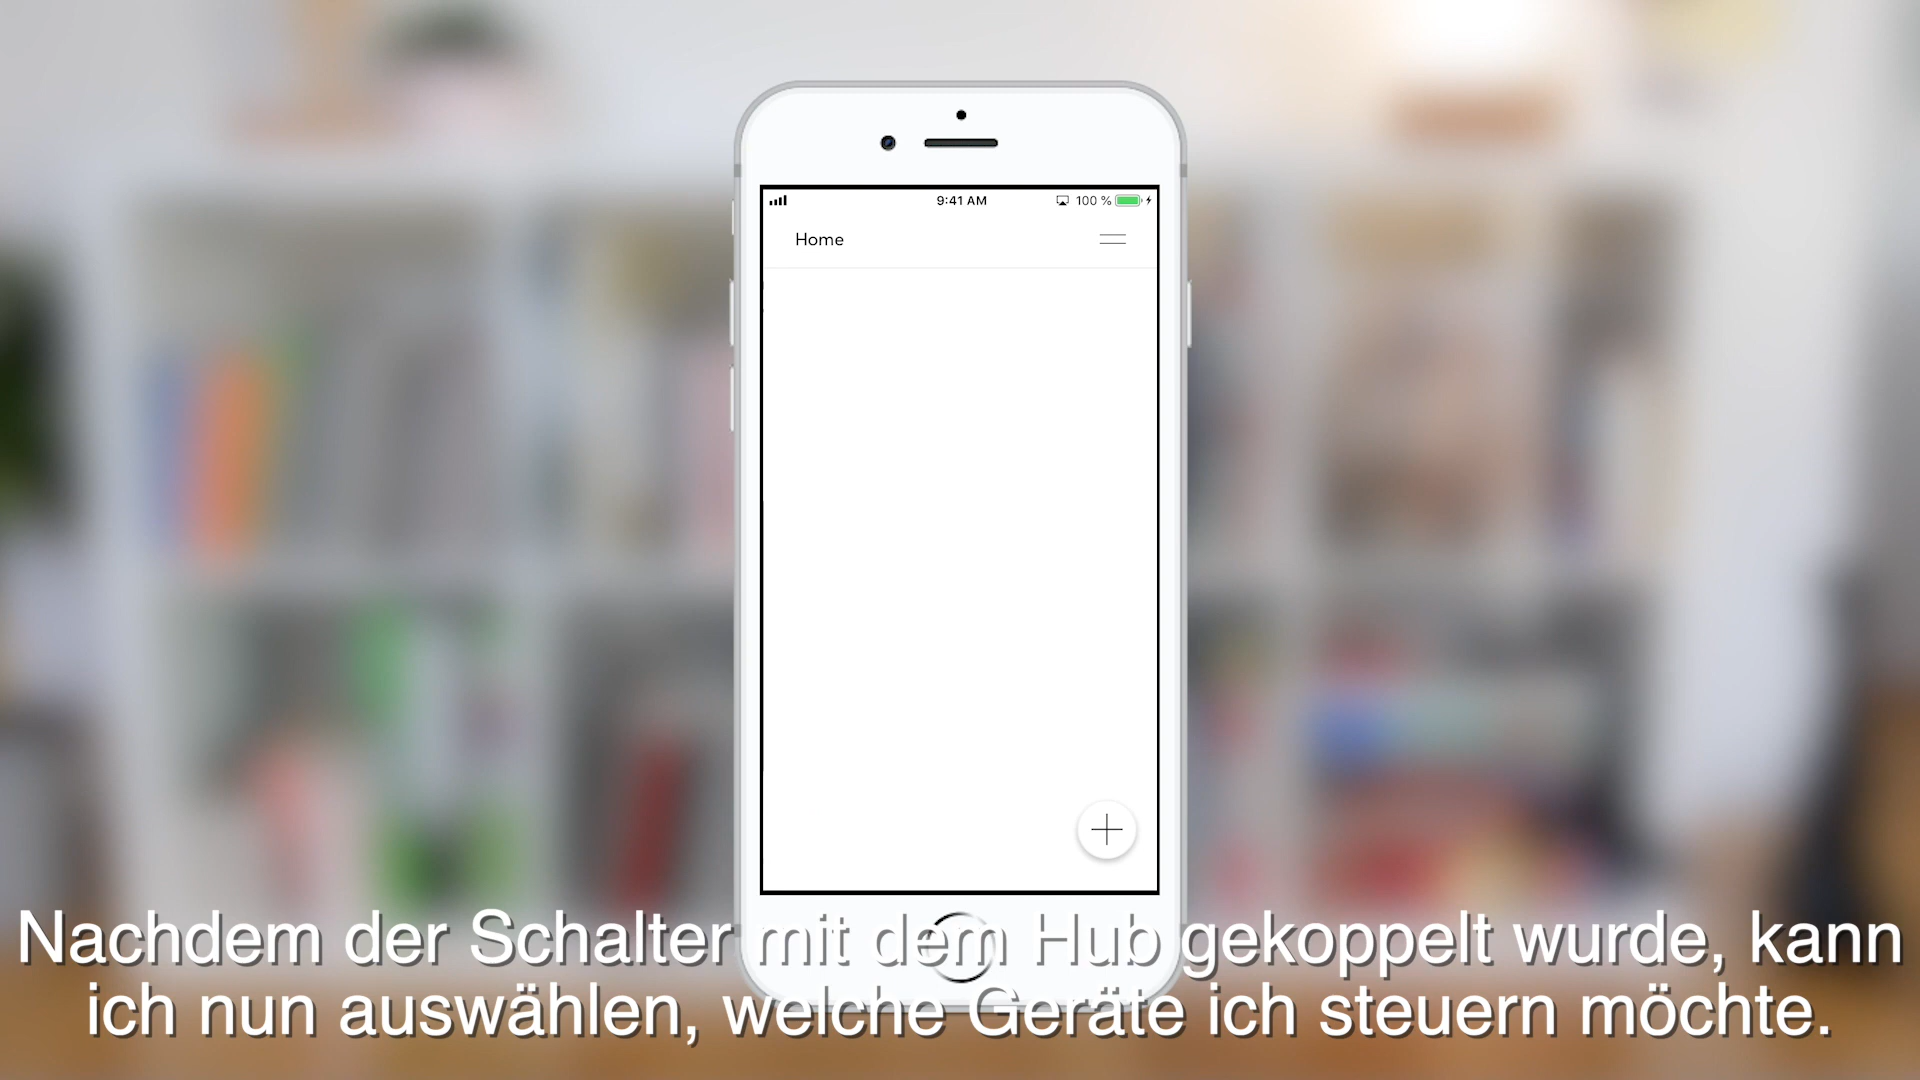 9:41 AM 100 %
Home
Nachdem der Schalter mit dem Hub gekoppelt wurde, kann
ich nun auswählen, welche Geräte ich steuern möchte.